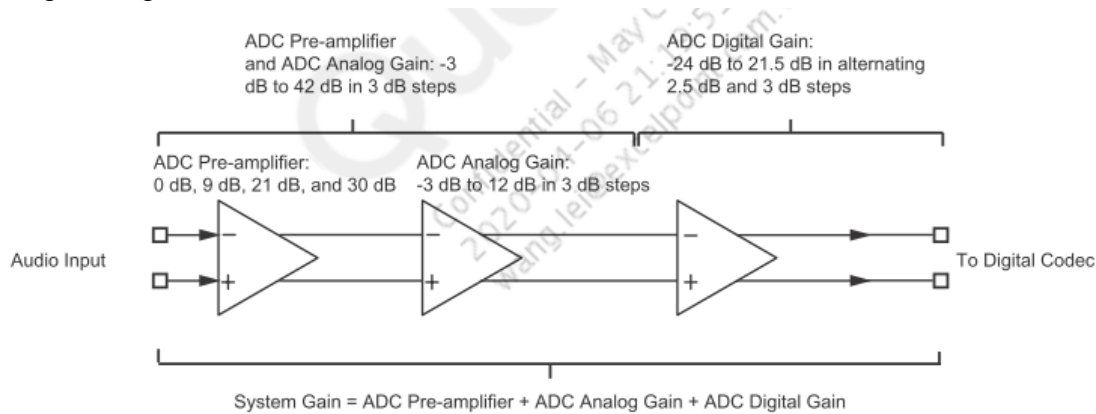 ADC Pre-amplifier
and ADC Analog Gain: -3
dB to 42 dB in 3 dB steps
ADC Digital Gain:
-24 dB to 21.5 dB in alternating
2.5 dB and 3 dB steps
ADC Pre-amplifier:
0 dB, 9 dB, 21 dB, and 30 dB
ADC Analog Gain:
-3 dB to 12 dB in 3 dB steps
Audio Input
-
+
-
+
-
+
To Digital Codec
System Gain = ADC Pre-amplifier + ADC Analog Gain + ADC Digital Gain